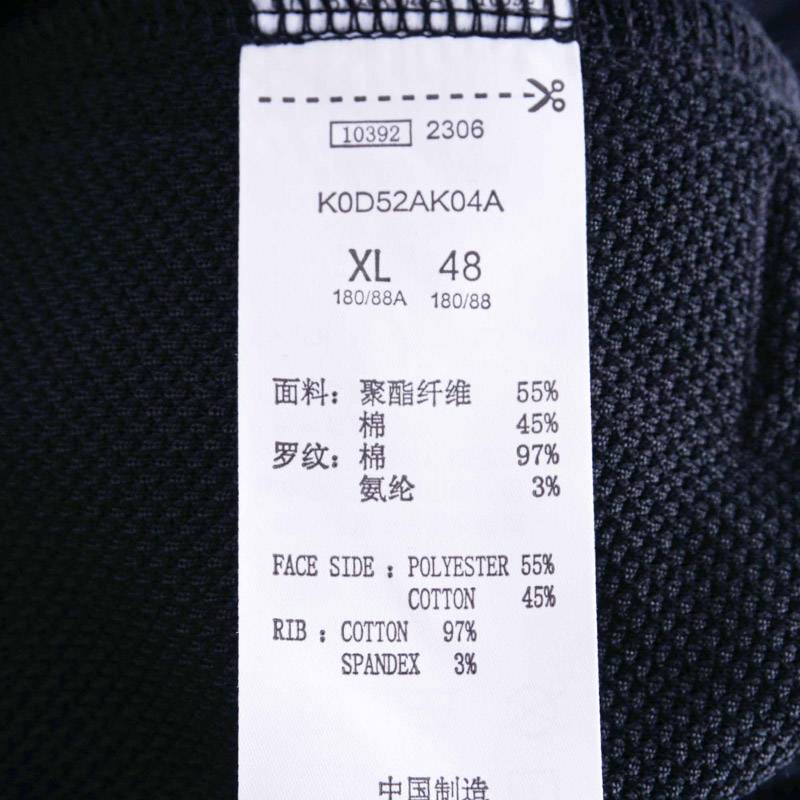 10392 2306
K0D52AK04A
XL 48
180/88A 180/88
面料：聚酯纤维 55%
棉 45%
罗纹：棉 97%
氨纶 3%
FACE SIDE : POLYESTER 55%
COTTON 45%
RIB : COTTON 97%
SPANDEX 3%
中国制造